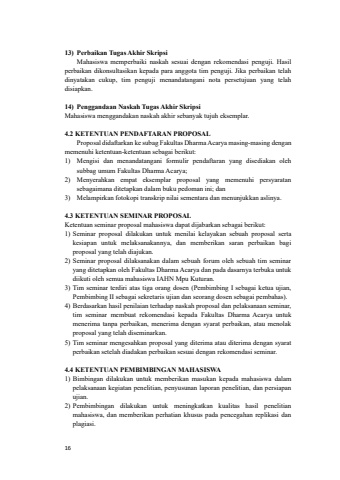 13) Perbaikan Tugas Akhir Skripsi
Mahasiswa memperbaiki naskah sesuai dengan rekomendasi penguji. Hasil
perbaikan dikonsultasikan kepada para anggota tim penguji. Jika perbaikan telah
dinyatakan cukup, tim penguji menandatangani nota persetujuan yang telah
disiapkan.
14) Penggandaan Naskah Tugas Akhir Skripsi
Mahasiswa menggandakan naskah akhir sebanyak tujuh eksemplar.
4.2 KETENTUAN PENDAFTARAN PROPOSAL
Proposal didaftarkan ke subag Fakultas Dharma Acarya masing-masing dengan
memenuhi ketentuan-ketentuan sebagai berikut:
1) Mengisi dan menandatangani formulir pendaftaran yang disediakan oleh
subbag umum Fakultas Dharma Acarya;
2) Menyerahkan empat eksemplar proposal yang memenuhi persyaratan
sebagaimana ditetapkan dalam buku pedoman ini; dan
3) Melampirkan fotokopi transkrip nilai sementara dan menunjukkan aslinya.
4.3 KETENTUAN SEMINAR PROPOSAL
Ketentuan seminar proposal mahasiswa dapat dijabarkan sebagai berikut:
1) Seminar proposal dilakukan untuk menilai kelayakan sebuah proposal serta
kesiapan untuk melaksanakannya, dan memberikan saran perbaikan bagi
proposal yang telah diajukan.
2) Seminar proposal dilaksanakan dalam sebuah forum oleh sebuah tim seminar
yang ditetapkan oleh Fakultas Dharma Acarya dan pada dasarnya terbuka untuk
diikuti oleh semua mahasiswa IAHN Mpu Kuturan.
3) Tim seminar terdiri atas tiga orang dosen (Pembimbing I sebagai ketua ujian,
Pembimbing II sebagai sekretaris ujian dan seorang dosen sebagai pembahas).
4) Berdasarkan hasil penilaian terhadap naskah proposal dan pelaksanaan seminar,
tim seminar membuat rekomendasi kepada Fakultas Dharma Acarya untuk
menerima tanpa perbaikan, menerima dengan syarat perbaikan, atau menolak
proposal yang telah diseminarkan.
5) Tim seminar mengesahkan proposal yang diterima atau diterima dengan syarat
perbaikan setelah diadakan perbaikan sesuai dengan rekomendasi seminar.
4.4 KETENTUAN PEMBIMBINGAN MAHASISWA
1) Bimbingan dilakukan untuk memberikan masukan kepada mahasiswa dalam
pelaksanaan kegiatan penelitian, penyusunan laporan penelitian, dan persiapan
ujian.
2) Pembimbingan dilakukan untuk meningkatkan kualitas hasil penelitian
mahasiswa, dan memberikan perhatian khusus pada pencegahan replikasi dan
plagiasi.
16